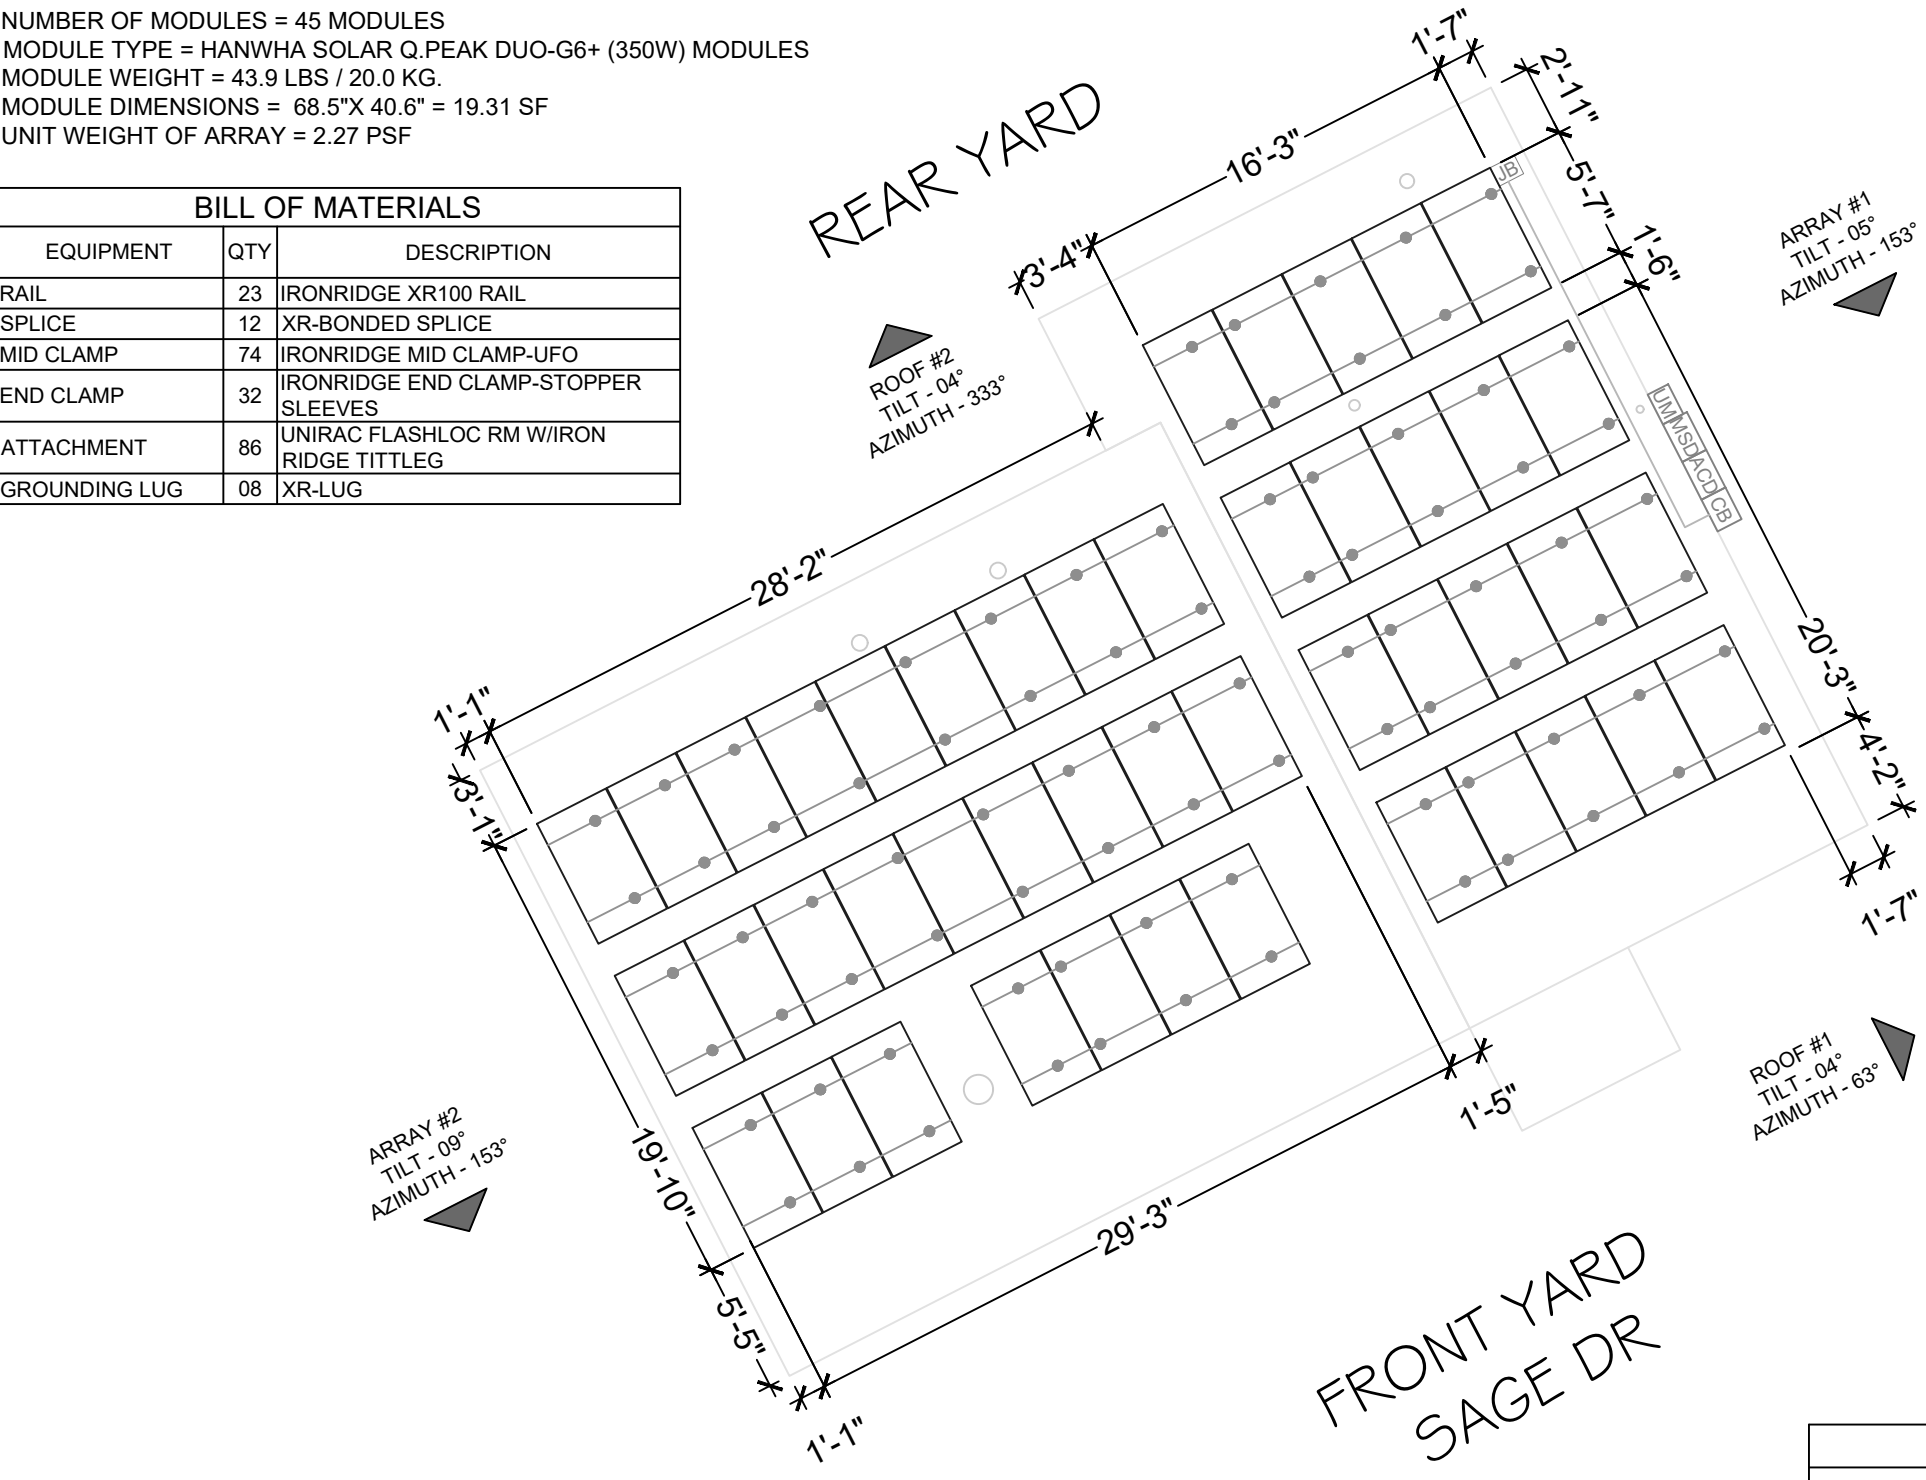 NUMBER OF MODULES = 45 MODULES
MODULE TYPE = HANWHA SOLAR Q.PEAK DUO-G6+ (350W) MODULES
MODULE WEIGHT = 43.9 LBS / 20.0 KG.
MODULE DIMENSIONS = 68.5"X 40.6" = 19.31 SF
UNIT WEIGHT OF ARRAY = 2.27 PSF
BILL OF MATERIALS
EQUIPMENT QTY DESCRIPTION
RAIL 23 IRONRIDGE XR100 RAIL
SPLICE 12 XR-BONDED SPLICE
MID CLAMP 74 IRONRIDGE MID CLAMP-UFO
END CLAMP 32 IRONRIDGE END CLAMP-STOPPER
SLEEVES
ATTACHMENT 86 UNIRAC FLASHLOC RM W/IRON
RIDGE TITTLEG
GROUNDING LUG 08 XR-LUG
REAR YARD
1'-7"
2'-11"
16'-3"
JB
5'-7"
3'-4"
1'-6"
ARRAY #1
TILT - 05°
AZIMUTH - 153°
ROOF #2
TILT - 04°
AZIMUTH - 333°
UM
MSD
ACD
CB
28'-2"
20'-3"
1'-1"
3'-1"
4'-2"
1'-7"
ROOF #1
TILT - 04°
AZIMUTH - 63°
1'-5"
ARRAY #2
TILT - 09°
AZIMUTH - 153°
19'-10"
29'-3"
5'-5"
1'-1"
FRONT YARD
SAGE DR